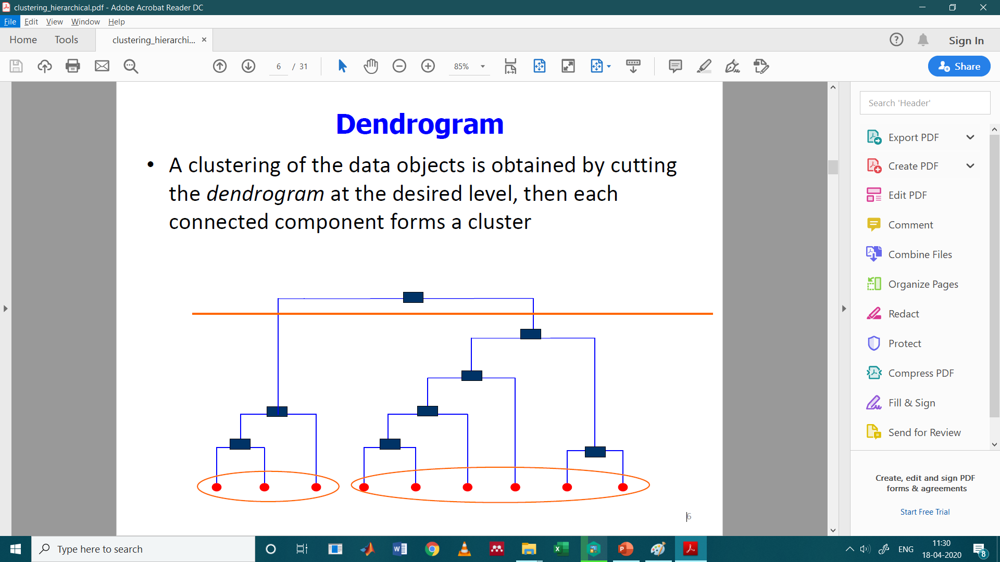 clustering_hierarchical.pdf - Adobe Acrobat Reader DC
File Edit View Window Help
Home Tools clustering_hierarchi... × Sign In
6 / 31 85% Share
Search 'Header'
Dendrogram
• A clustering of the data objects is obtained by cutting
the dendrogram at the desired level, then each
connected component forms a cluster
6
Export PDF
Create PDF
Edit PDF
Comment
Combine Files
Organize Pages
Redact
Protect
Compress PDF
Fill & Sign
Send for Review
Create, edit and sign PDF
forms & agreements
Start Free Trial
Type here to search
ENG
11:30
18-04-2020
8